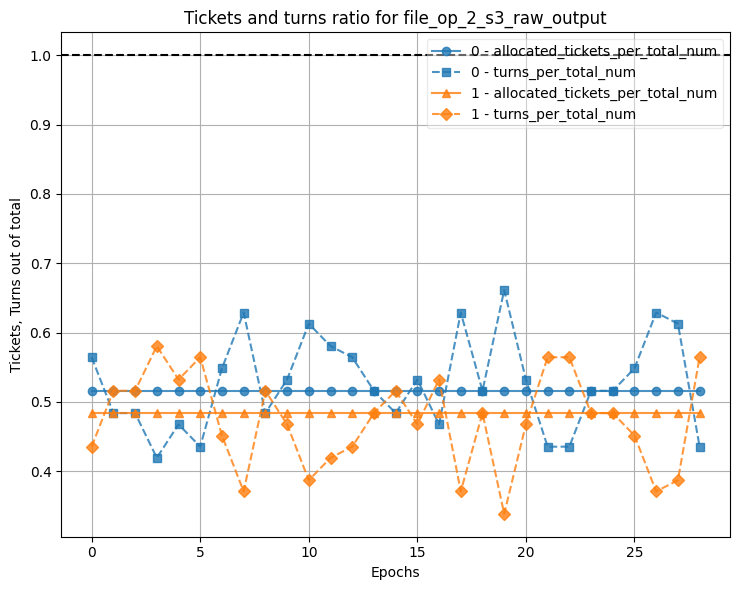 Tickets and turns ratio for file_op_2_s3_raw_output
1.0
0.9
0.8
0.7
0.6
0.5
0.4
Tickets, Turns out of total
0 - allocated_tickets_per_total_num
0 - turns_per_total_num
1 - allocated_tickets_per_total_num
1 - turns_per_total_num
0 5 10 15 20 25
Epochs